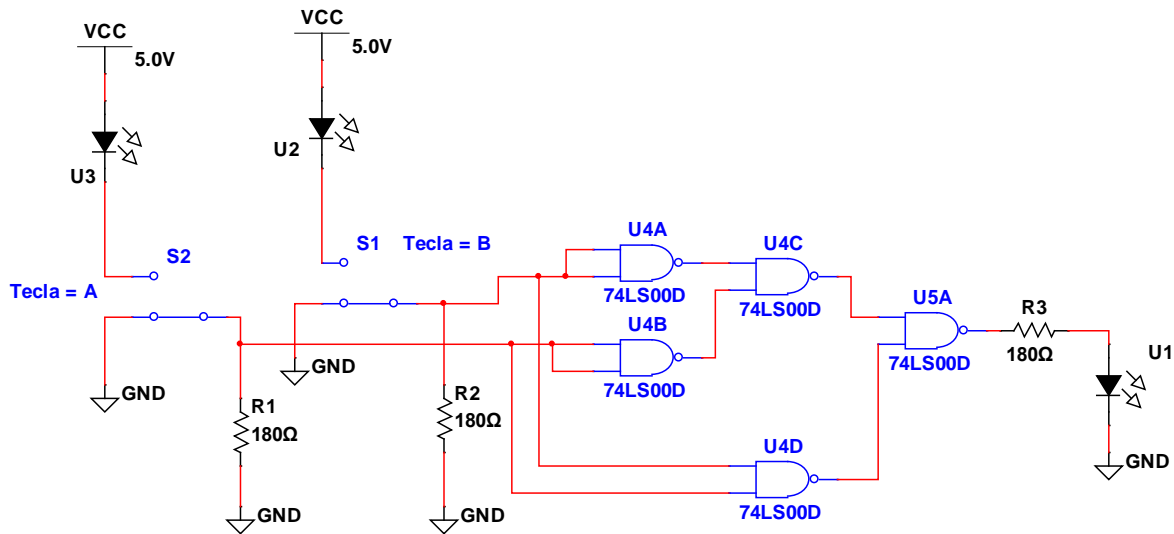 VCC
5.0V
VCC
5.0V
U3
U2
S2
S1
Tecla = B
Tecla = A
U4A
74LS00D
U4C
74LS00D
U4B
74LS00D
U5A
74LS00D
R3
180Ω
U1
GND
GND
R1
180Ω
R2
180Ω
U4D
74LS00D
GND
GND
GND